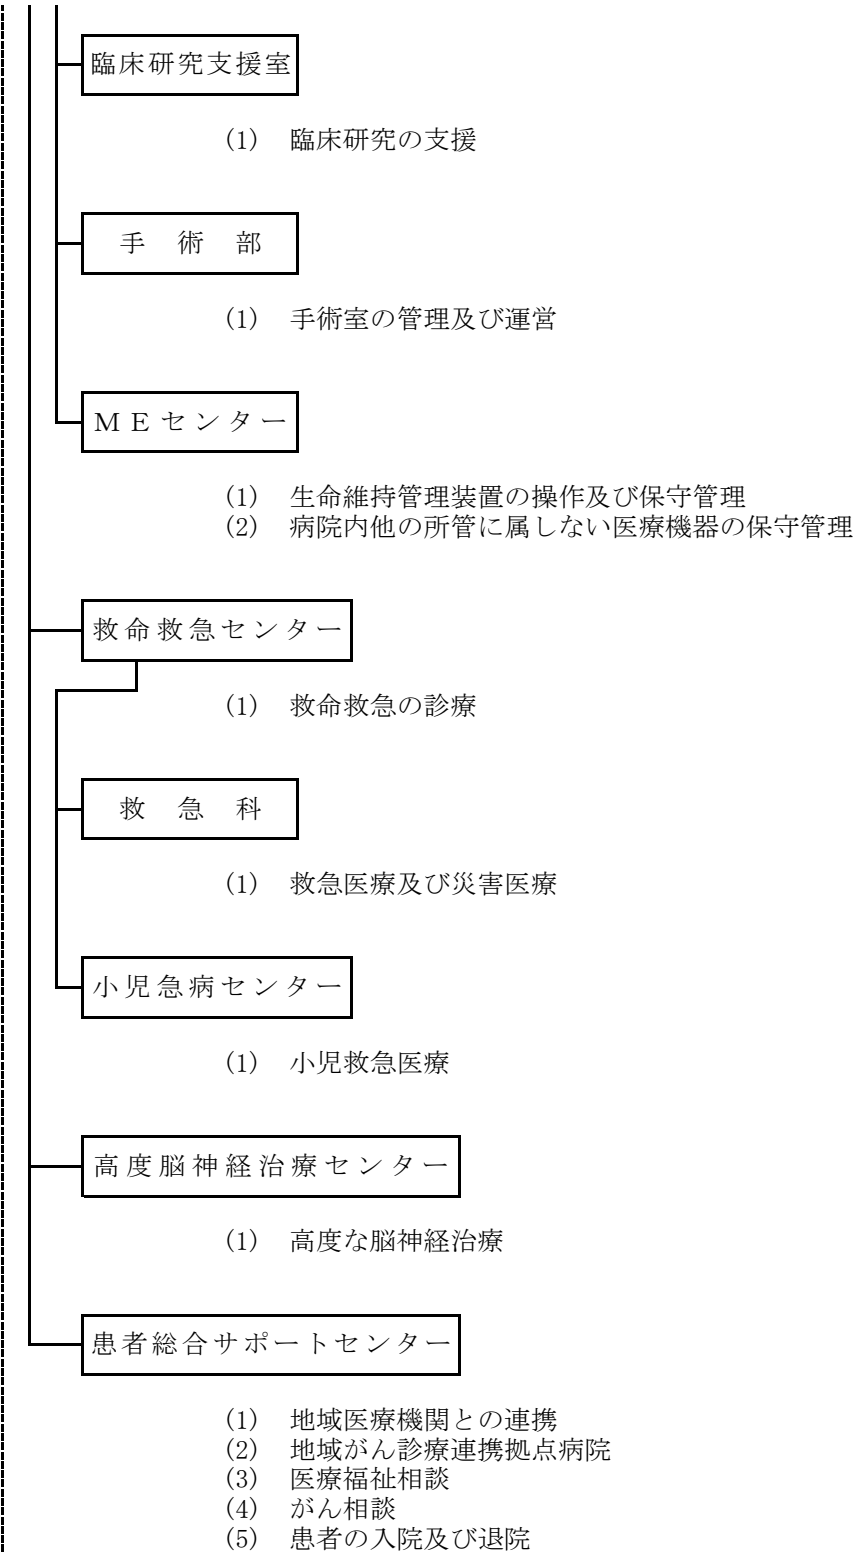 臨床研究支援室
(1) 臨床研究の支援
手術部
(1) 手術室の管理及び運営
ＭＥセンター
(1) 生命維持管理装置の操作及び保守管理
(2) 病院内他の所管に属しない医療機器の保守管理
救命救急センター
(1) 救命救急の診療
救急科
(1) 救急医療及び災害医療
小児急病センター
(1) 小児救急医療
高度脳神経治療センター
(1) 高度な脳神経治療
患者総合サポートセンター
(1) 地域医療機関との連携
(2) 地域がん診療連携拠点病院
(3) 医療福祉相談
(4) がん相談
(5) 患者の入院及び退院